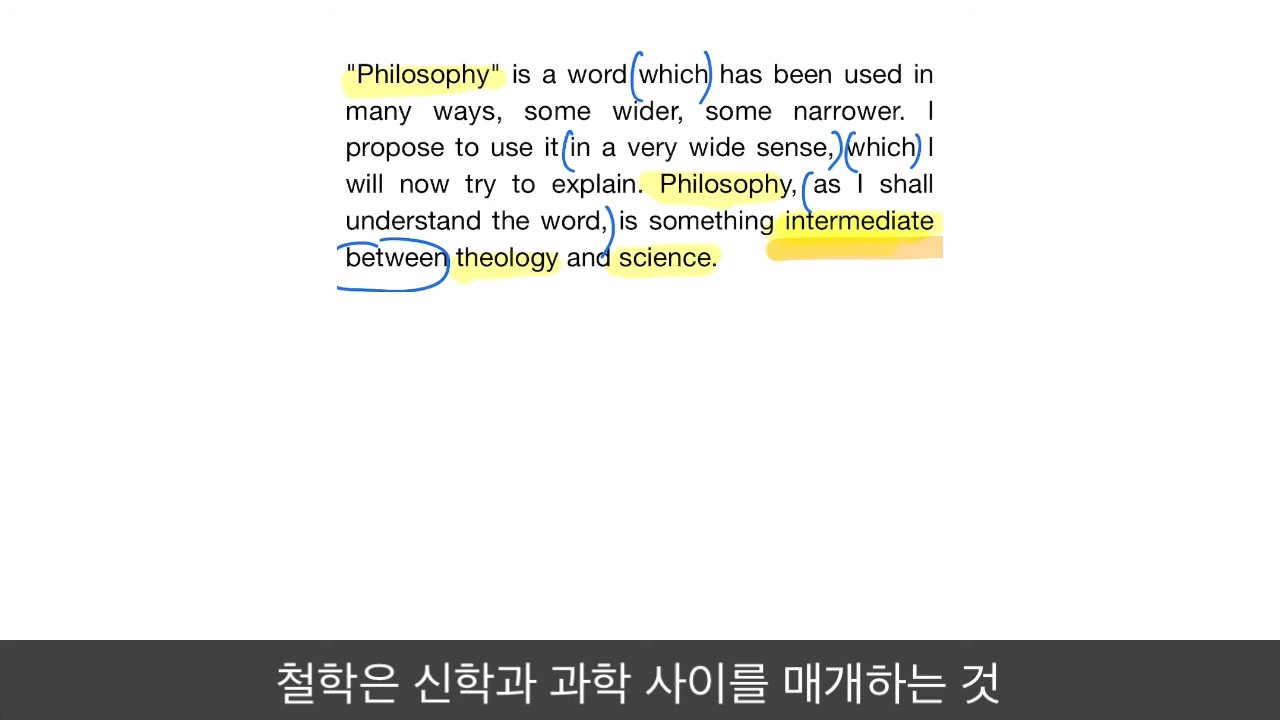 "Philosophy" is a word which has been used in
many ways, some wider, some narrower. I
propose to use it in a very wide sense, which I
will now try to explain. Philosophy, as I shall
understand the word, is something intermediate
between theology and science.
철학은 신학과 과학 사이를 매개하는 것